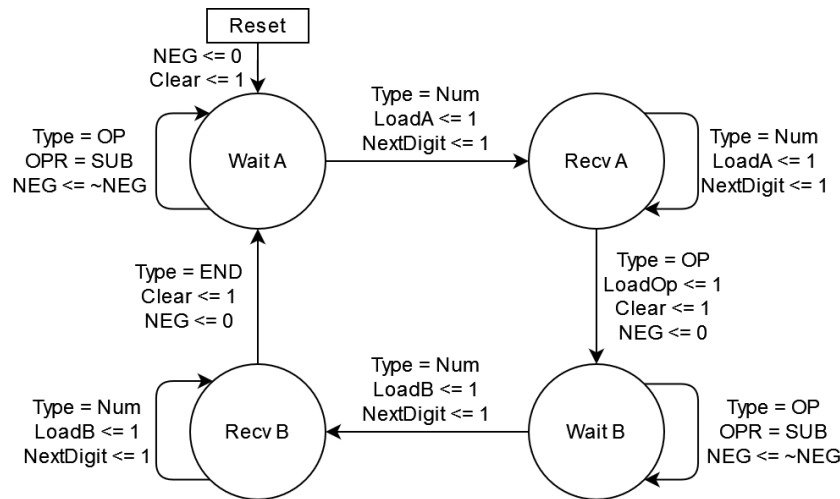 Reset
NEG <= 0
Clear <= 1
Type = OP
OPR = SUB
NEG <= ~NEG
Wait A
Type = Num
LoadA <= 1
NextDigit <= 1
Recv A
Type = Num
LoadA <= 1
NextDigit <= 1
Type = END
Clear <= 1
NEG <= 0
Type = OP
LoadOp <= 1
Clear <= 1
NEG <= 0
Type = Num
LoadB <= 1
NextDigit <= 1
Recv B
Type = Num
LoadB <= 1
NextDigit <= 1
Wait B
Type = OP
OPR = SUB
NEG <= ~NEG